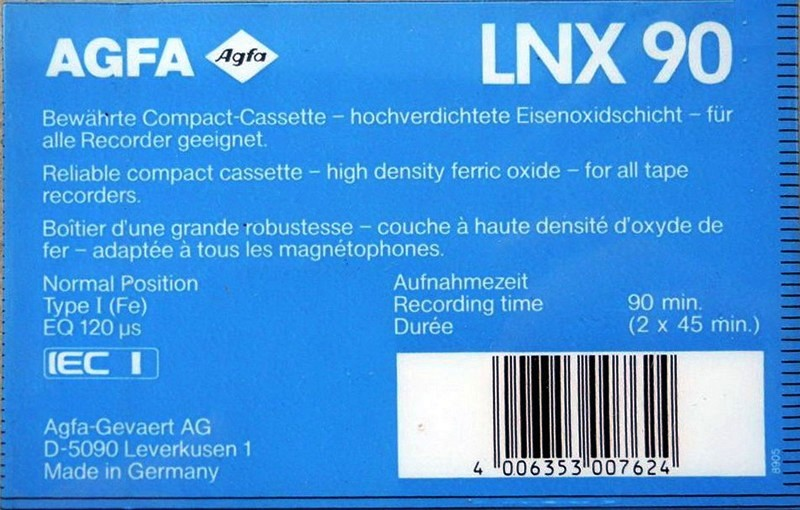 AGFA Agfa LNX 90
Bewährte Compact-Cassette – hochverdichtete Eisenoxidschicht – für
alle Recorder geeignet.
Reliable compact cassette – high density ferric oxide – for all tape
recorders.
Boîtier d'une grande robustesse – couche à haute densité d'oxyde de
fer – adaptée à tous les magnétophones.
Normal Position
Type I (Fe)
EQ 120 µs
IEC I
Aufnahmezeit
Recording time 90 min.
Durée (2 x 45 min.)
Agfa-Gevaert AG
D-5090 Leverkusen 1
Made in Germany
4 006353 007624
8905